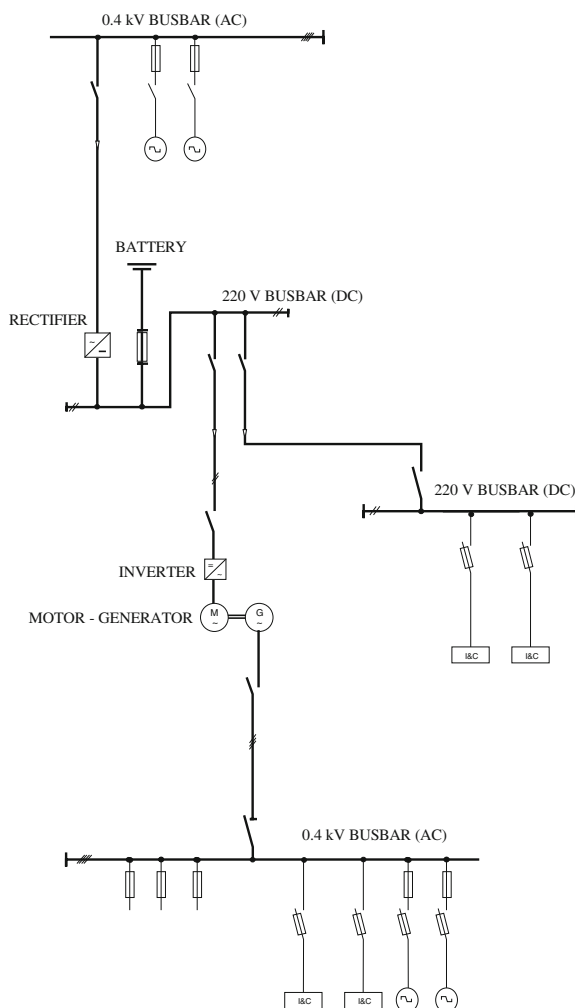 0.4 kV BUSBAR (AC)
BATTERY
220 V BUSBAR (DC)
RECTIFIER
~
220 V BUSBAR (DC)
INVERTER
=
~
I&C
I&C
MOTOR - GENERATOR
M
~
G
~
0.4 kV BUSBAR (AC)
I&C
I&C